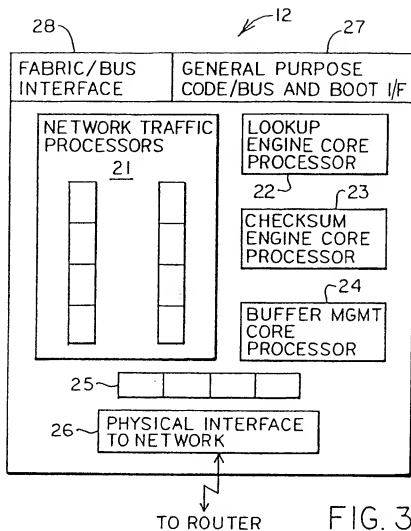 12
28
27
FABRIC/BUS
INTERFACE
GENERAL PURPOSE
CODE/BUS AND BOOT I/F
NETWORK TRAFFIC
PROCESSORS
21
LOOKUP
ENGINE CORE
PROCESSOR
22
23
CHECKSUM
ENGINE CORE
PROCESSOR
24
BUFFER MGMT
CORE
PROCESSOR
25
26
PHYSICAL INTERFACE
TO NETWORK
TO ROUTER
FIG. 3